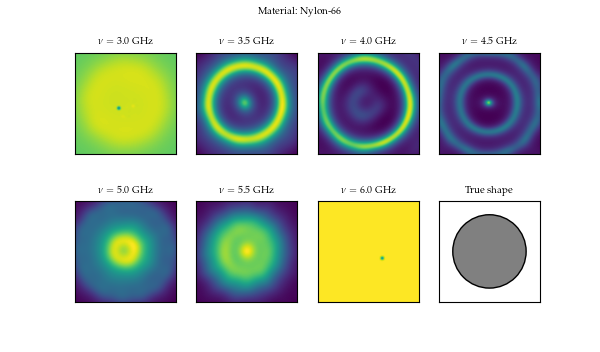 Material: Nylon-66
ν = 3.0 GHz
ν = 3.5 GHz
ν = 4.0 GHz
ν = 4.5 GHz
ν = 5.0 GHz
ν = 5.5 GHz
ν = 6.0 GHz
True shape